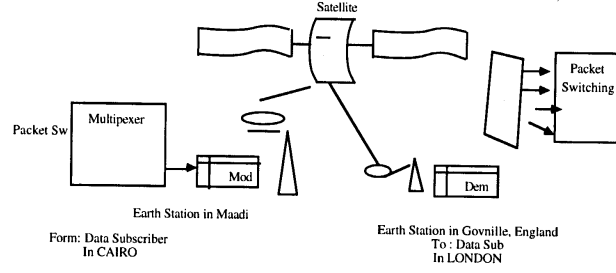 Satellite
Packet
Switching
Packet Sw
Multipexer
Mod
Dem
Earth Station in Maadi
Form: Data Subscriber
In CAIRO
Earth Station in Govnille, England
To : Data Sub
In LONDON